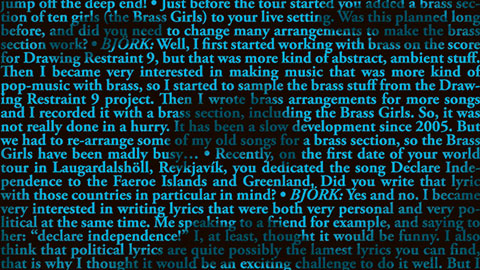 jump off the deep end! • Just before the tour started you added a brass sec-
tion of ten girls (the Brass Girls) to your live setting. Was this planned long
before, and did you need to change many arrangements to make the brass
section work? • BJÖRK: Well, I first started working with brass on the score
for Drawing Restraint 9, but that was more kind of abstract, ambient stuff.
Then I became very interested in making music that was more kind of
pop-music with brass, so I started to sample the brass stuff from the Draw-
ing Restraint 9 project. Then I wrote brass arrangements for more songs
and I recorded it with a brass section, including the Brass Girls. So, it was
not really done in a hurry. It has been a slow development since 2005. But
we had to re-arrange some of my old songs for a brass section, so the Brass
Girls have been madly busy… • Recently, on the first date of your world
tour in Laugardalshöll, Reykjavík, you dedicated the song Declare Inde-
pendence to the Faeroe Islands and Greenland, Did you write that lyric
with those countries in particular in mind? • BJÖRK: Yes and no. I became
very interested in writing lyrics that were both very personal and very po-
litical at the same time. Me speaking to a friend for example, and saying to
her: “declare independence!” I, at least, thought it would be funny. I also
think that political lyrics are quite possibly the lamest lyrics you can find,
that is why I thought it would be an exciting challenge to do it well. But I